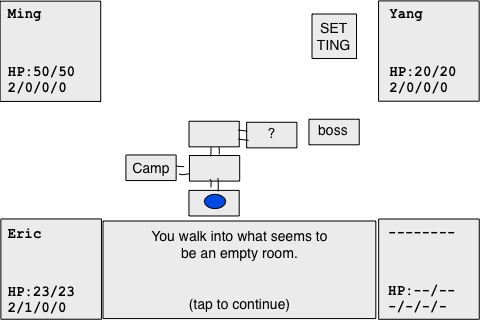 Ming
HP:50/50
2/0/0/0
SET
TING
Yang
HP:20/20
2/0/0/0
?
boss
Camp
Eric
HP:23/23
2/1/0/0
You walk into what seems to
be an empty room.
(tap to continue)
--------
HP:--/--
-/-/-/-